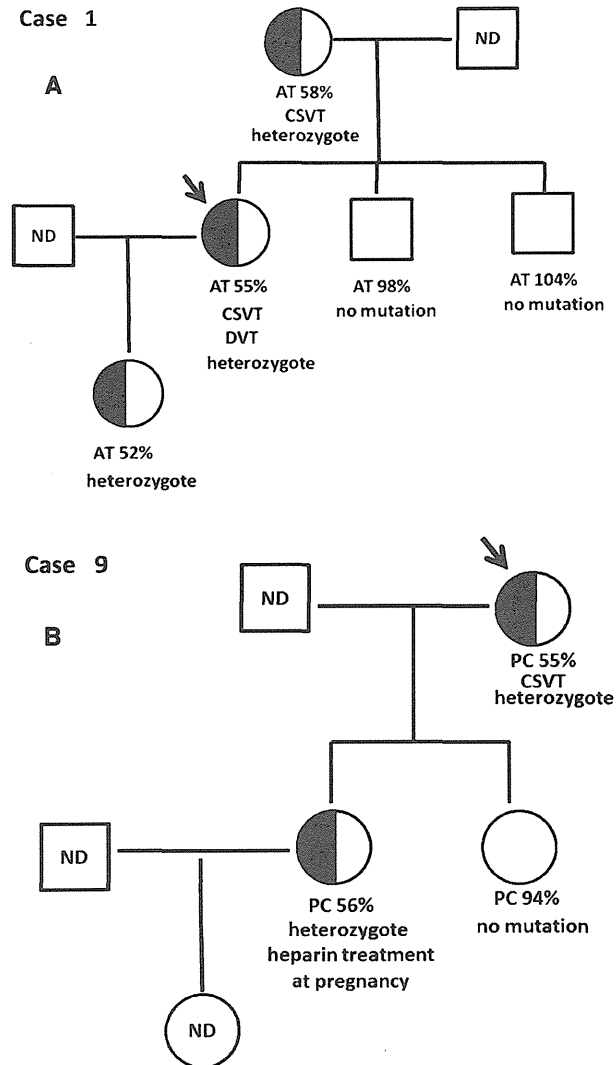 Case 1
A
ND
AT 58%
CSVT
heterozygote
ND
AT 55%
CSVT
DVT
heterozygote
AT 98%
no mutation
AT 104%
no mutation
AT 52%
heterozygote
Case 9
B
ND
PC 55%
CSVT
heterozygote
ND
PC 56%
heterozygote
heparin treatment
at pregnancy
PC 94%
no mutation
ND